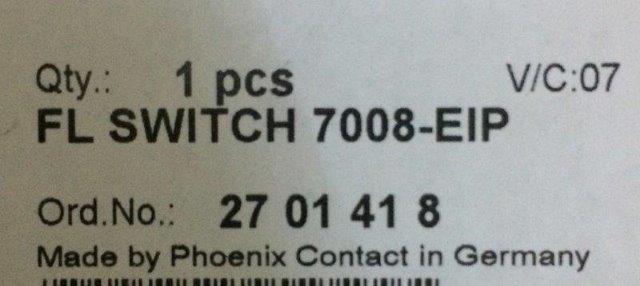 Qty.: 1 pcs V/C:07
FL SWITCH 7008-EIP
Ord.No.: 27 01 41 8
Made by Phoenix Contact in Germany